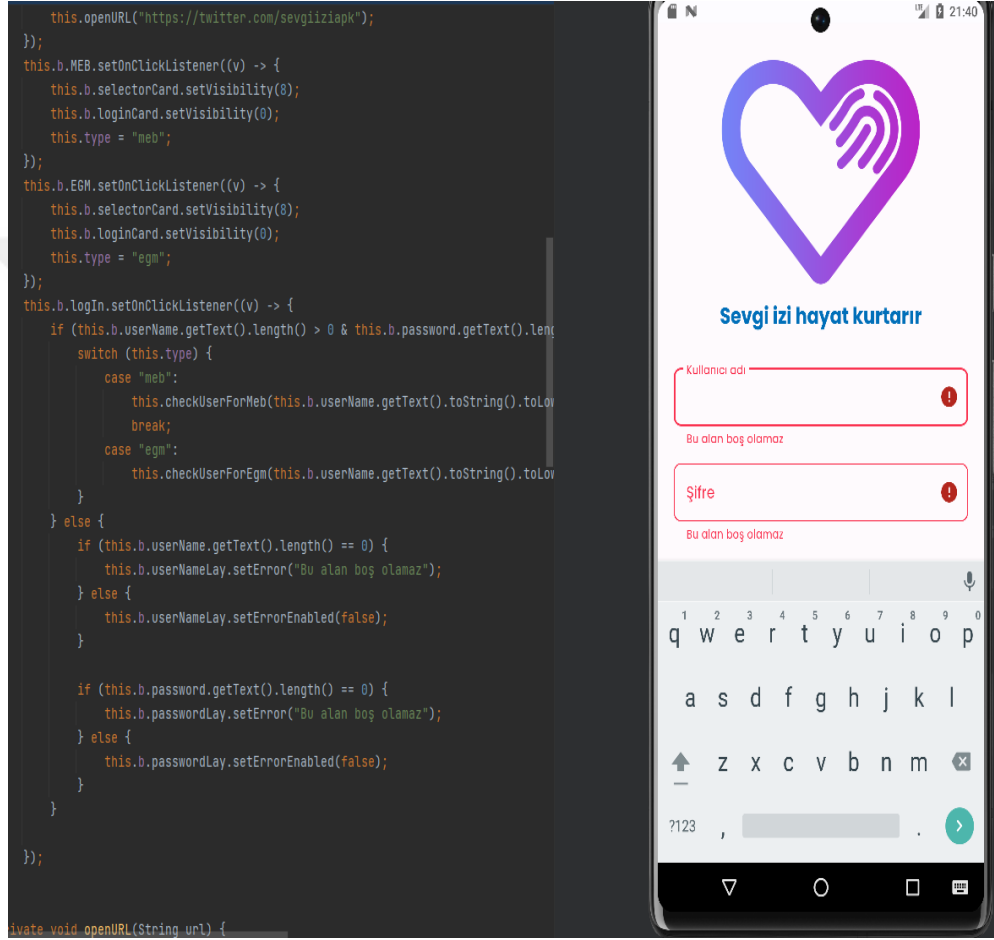 this.openURL("https://twitter.com/sevgiiziapk");
});
this.b.MEB.setOnClickListener((v) -> {
this.b.selectorCard.setVisibility(8);
this.b.loginCard.setVisibility(0);
this.type = "meb";
});
this.b.EGM.setOnClickListener((v) -> {
this.b.selectorCard.setVisibility(8);
this.b.loginCard.setVisibility(0);
this.type = "egm";
});
this.b.logIn.setOnClickListener((v) -> {
if (this.b.userName.getText().length() > 0 & this.b.password.getText().leng
switch (this.type) {
case "meb":
this.checkUserForMeb(this.b.userName.getText().toString().toLow
break;
case "egm":
this.checkUserForEgm(this.b.userName.getText().toString().toLow
}
} else {
if (this.b.userName.getText().length() == 0) {
this.b.userNameLay.setError("Bu alan boş olamaz");
} else {
this.b.userNameLay.setErrorEnabled(false);
}
if (this.b.password.getText().length() == 0) {
this.b.passwordLay.setError("Bu alan boş olamaz");
} else {
this.b.passwordLay.setErrorEnabled(false);
}
}
});
rivate void openURL(String url) {
LTE 21:40
Sevgi izi hayat kurtarır
Kullanıcı adı
Bu alan boş olamaz
Şifre
Bu alan boş olamaz
1 2 3 4 5 6 7 8 9 0
q w e r t y u i o p
a s d f g h j k l
z x c v b n m
?123 , .